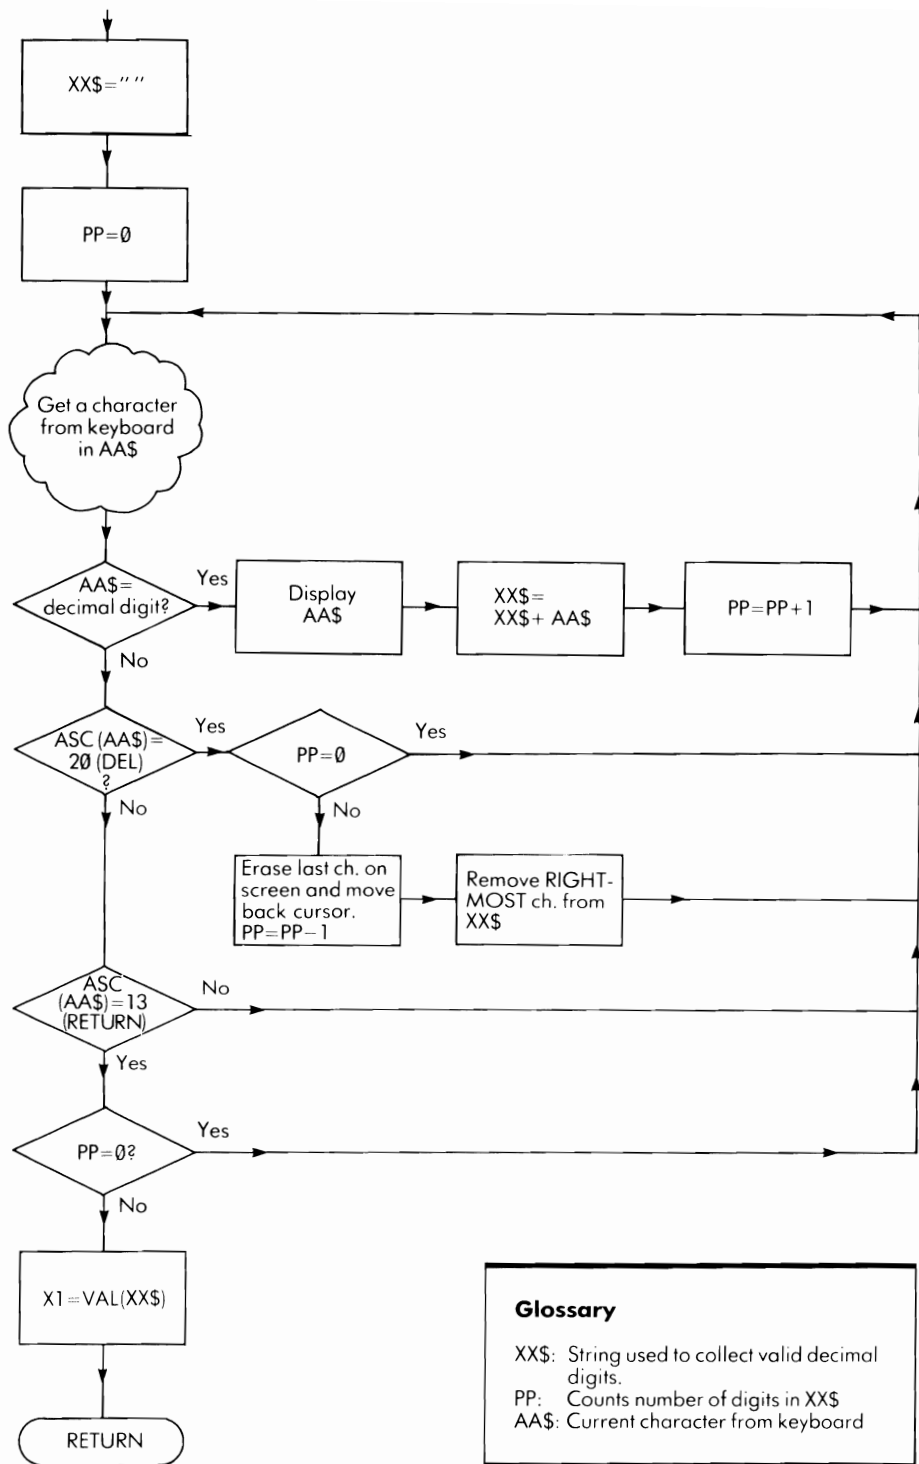 XX$=" "
PP=0
Get a character
from keyboard
in AA$
AA$=
decimal digit?
Yes
Display
AA$
XX$=
XX$+ AA$
PP=PP+1
No
ASC (AA$)=
20 (DEL)
?
Yes
PP=0
Yes
No
No
Erase last ch. on
screen and move
back cursor.
PP=PP-1
Remove RIGHT-
MOST ch. from
XX$
ASC
(AA$)=13
(RETURN)
No
Yes
PP=0?
Yes
No
X1=VAL(XX$)
RETURN
Glossary
XX$: String used to collect valid decimal
digits.
PP: Counts number of digits in XX$
AA$: Current character from keyboard